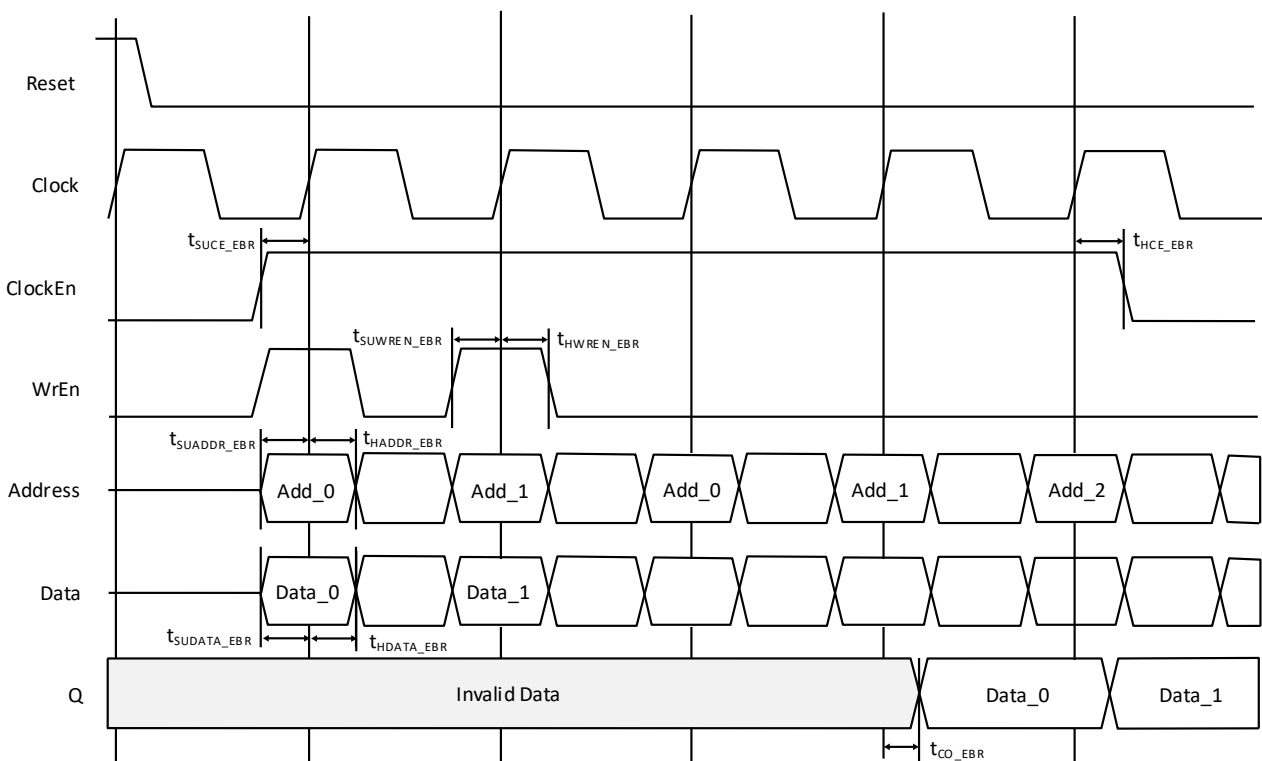 Reset
Clock
tSUCE_EBR
tHCE_EBR
ClockEn
tSUWREN_EBR
tHWREN_EBR
WrEn
tSUADDR_EBR
tHADDR_EBR
Address
Add_0
Add_1
Add_0
Add_1
Add_2
Data
Data_0
Data_1
tSUDATA_EBR
tHDATA_EBR
Q
Invalid Data
Data_0
Data_1
tCO_EBR